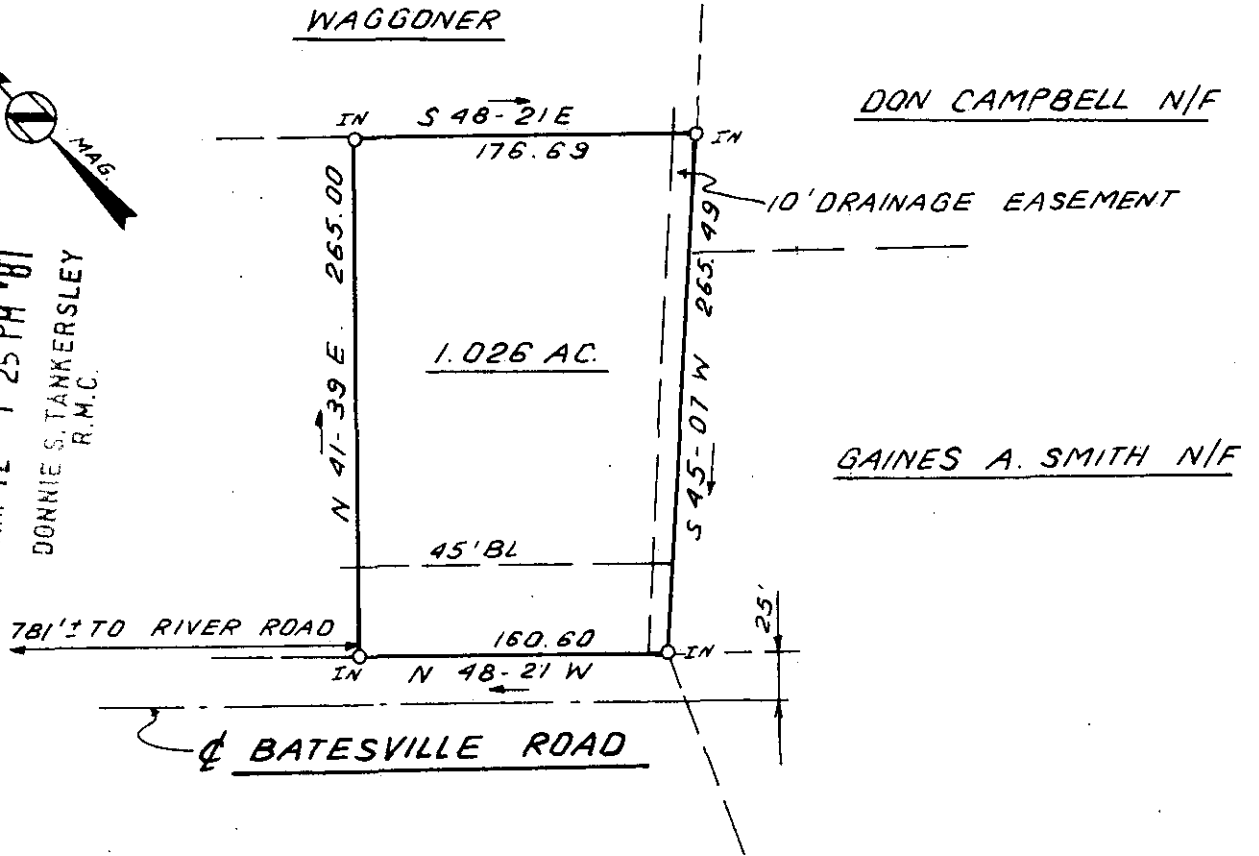 WAGGONER
DON CAMPBELL N/F
MAG.
IN S 48-21 E
176.69
IN
10' DRAINAGE EASEMENT
N 41-39 E 265.00
S 45-07 W 265.49
1 25 PM '81
DONNIE S. TANKERSLEY
R.M.C.
1.026 AC.
GAINES A. SMITH N/F
45' BL
781'± TO RIVER ROAD
160.60
IN
25'
IN N 48-21 W
℄ BATESVILLE ROAD